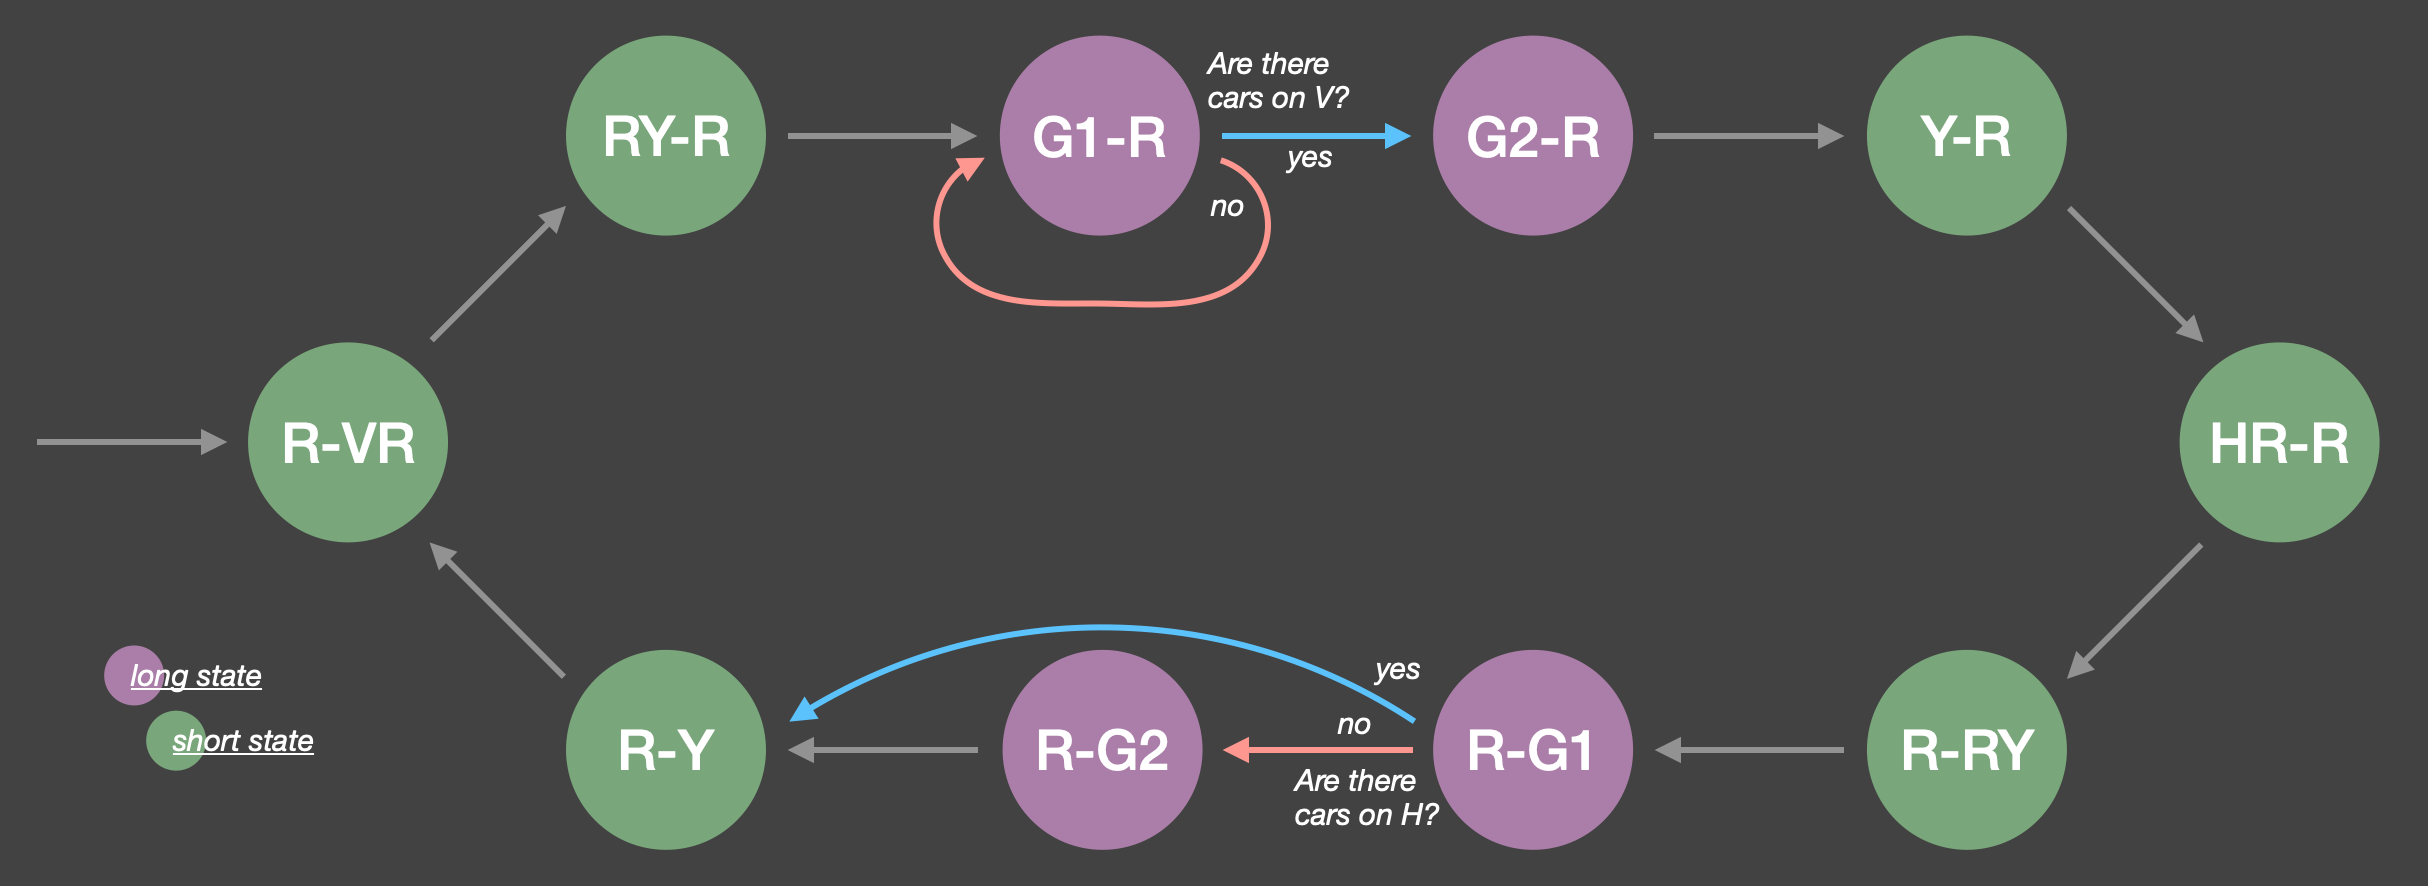 RY-R
G1-R
Are there
cars on V?
yes
no
G2-R
Y-R
R-VR
HR-R
long state
short state
R-Y
R-G2
yes
no
Are there
cars on H?
R-G1
R-RY